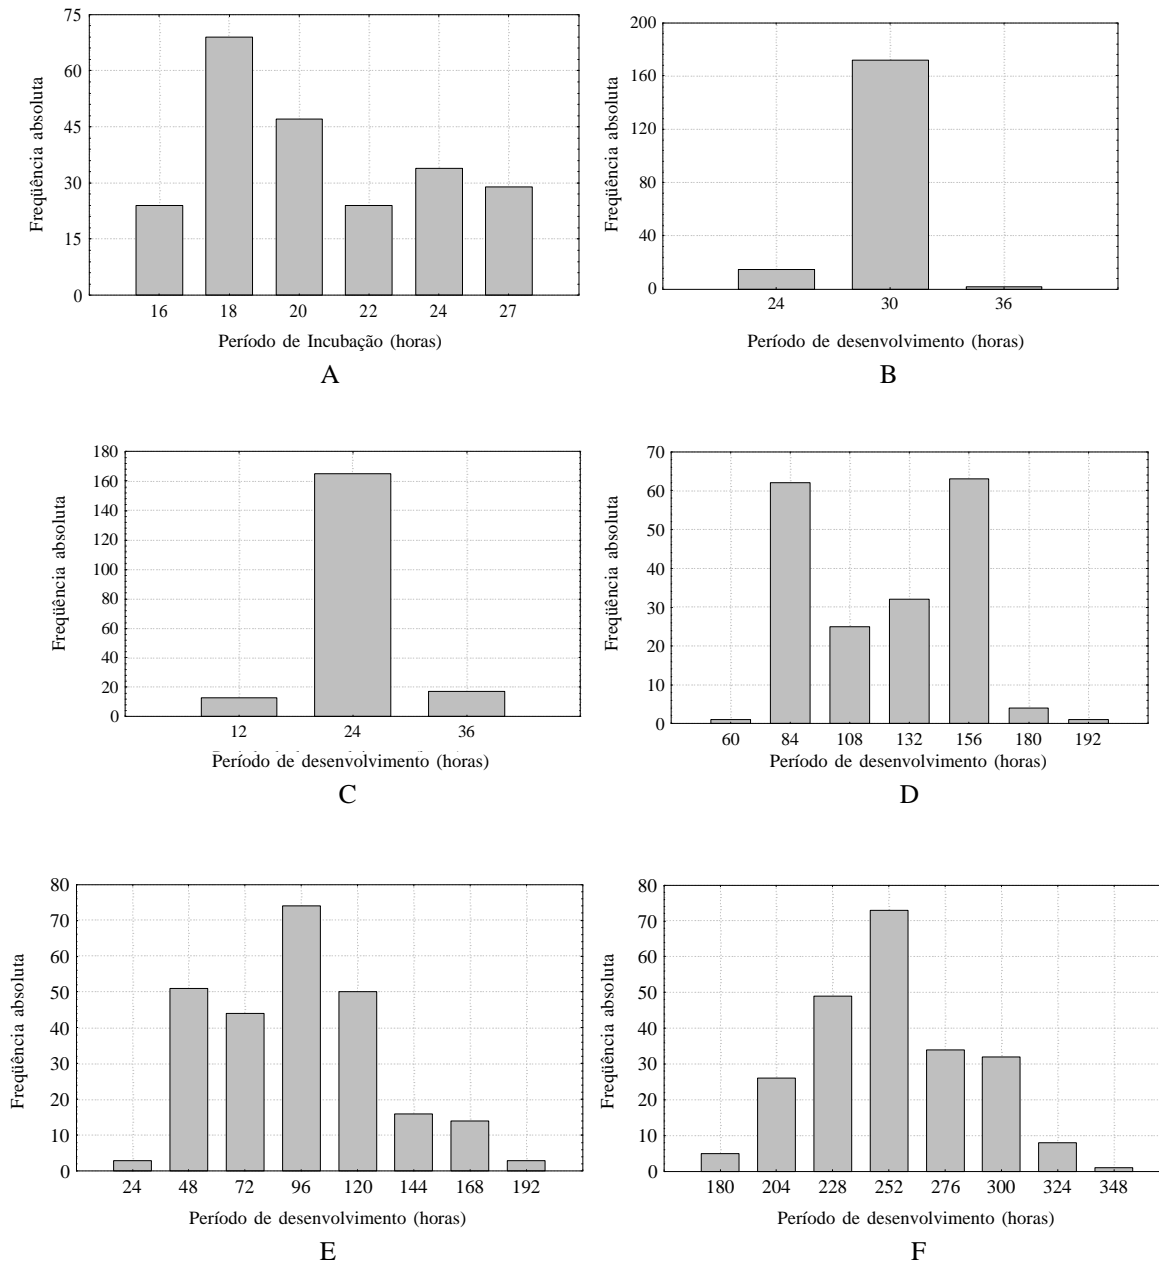 75
60
45
30
15
0
Freqüência absoluta
16 18 20 22 24 27
Período de Incubação (horas)
A
200
160
120
80
40
0
Freqüência absoluta
24 30 36
Período de desenvolvimento (horas)
B
180
160
140
120
100
80
60
40
20
0
Freqüência absoluta
12 24 36
Período de desenvolvimento (horas)
C
70
60
50
40
30
20
10
0
Freqüência absoluta
60 84 108 132 156 180 192
Período de desenvolvimento (horas)
D
80
70
60
50
40
30
20
10
0
Freqüência absoluta
24 48 72 96 120 144 168 192
Período de desenvolvimento (horas)
E
80
70
60
50
40
30
20
10
0
Freqüência absoluta
180 204 228 252 276 300 324 348
Período de desenvolvimento (horas)
F